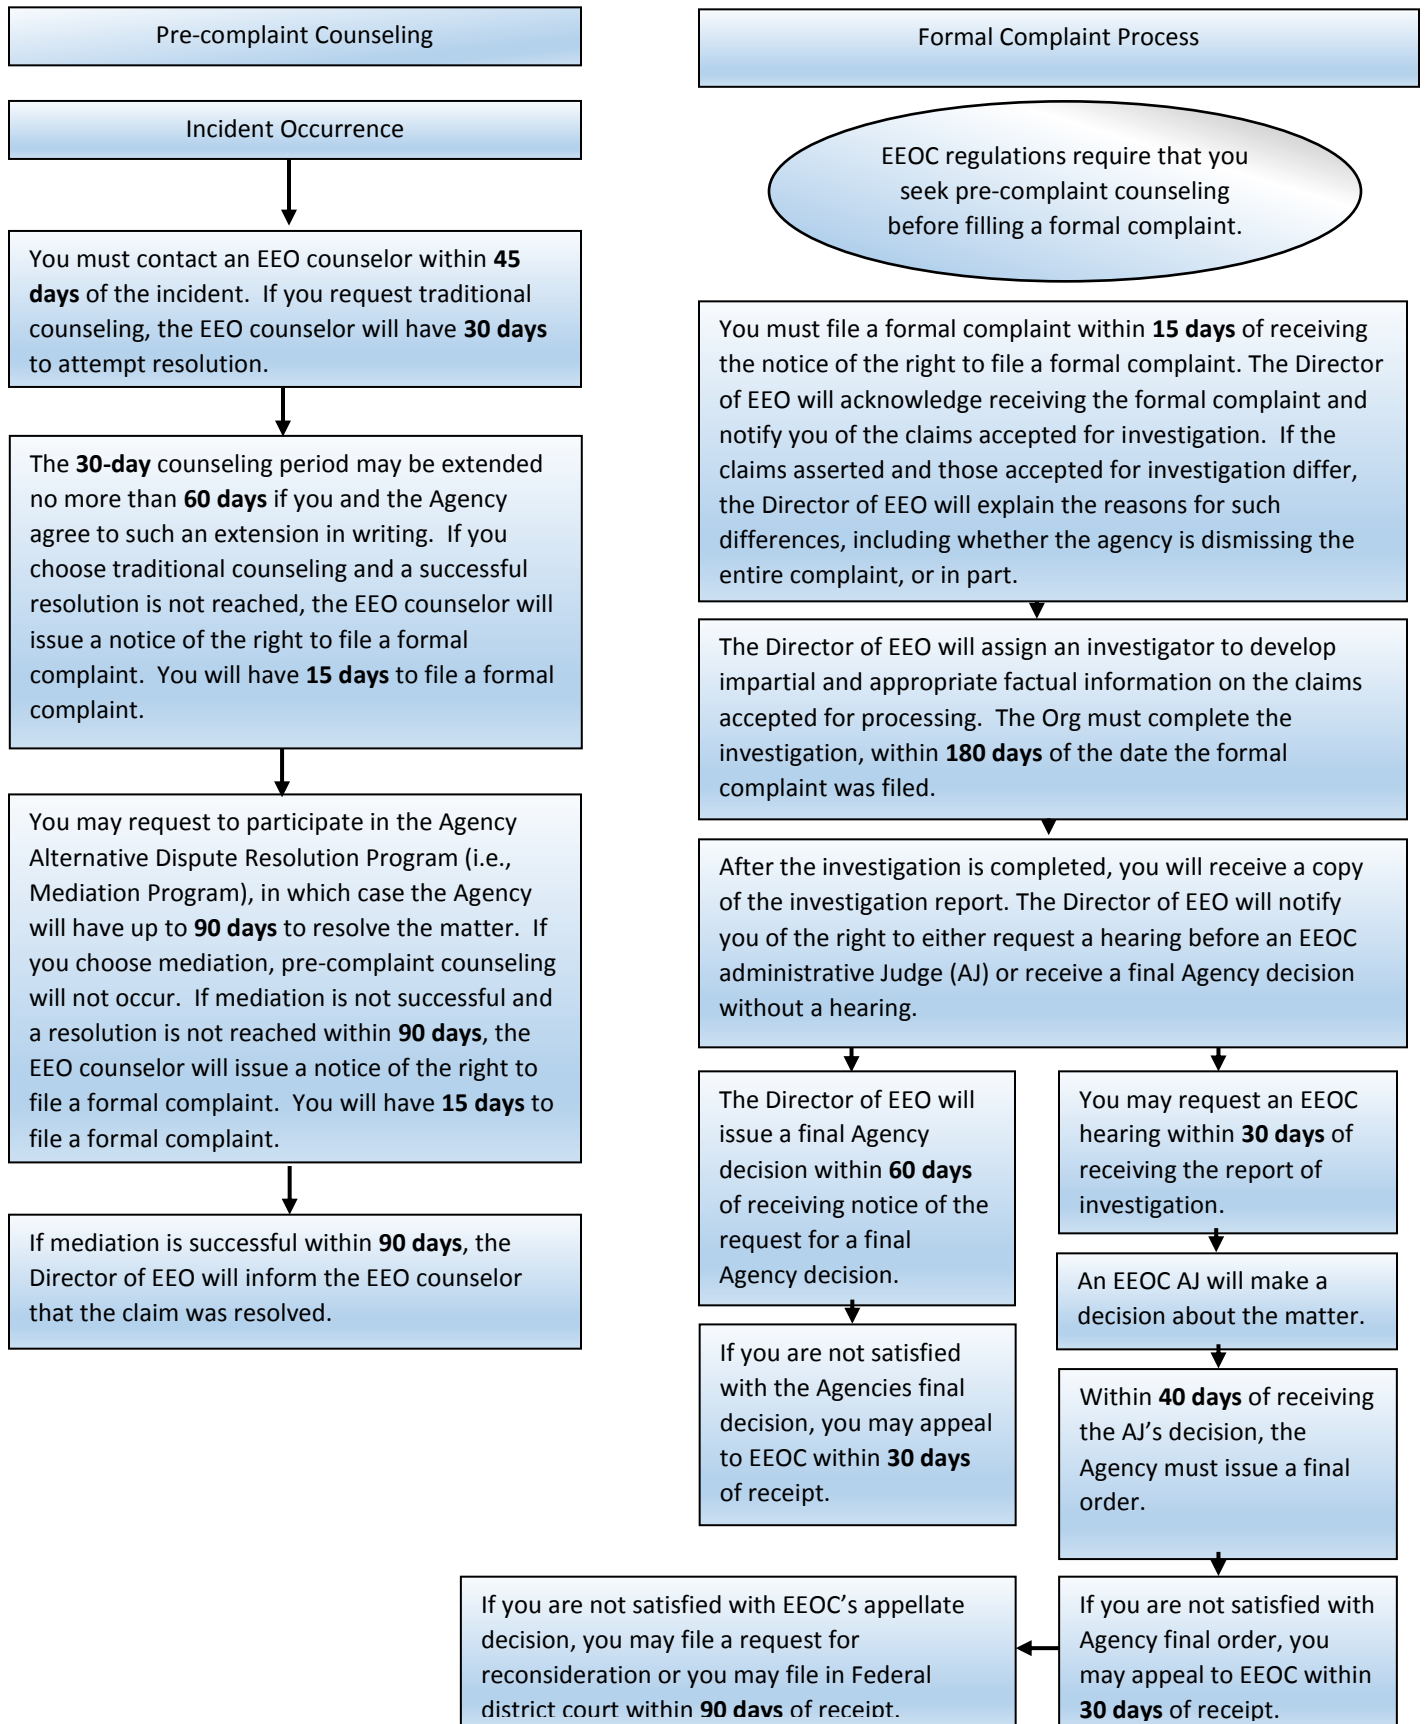 Pre-complaint Counseling
Incident Occurrence
You must contact an EEO counselor within 45
days of the incident. If you request traditional
counseling, the EEO counselor will have 30 days
to attempt resolution.
The 30-day counseling period may be extended
no more than 60 days if you and the Agency
agree to such an extension in writing. If you
choose traditional counseling and a successful
resolution is not reached, the EEO counselor will
issue a notice of the right to file a formal
complaint. You will have 15 days to file a formal
complaint.
You may request to participate in the Agency
Alternative Dispute Resolution Program (i.e.,
Mediation Program), in which case the Agency
will have up to 90 days to resolve the matter. If
you choose mediation, pre-complaint counseling
will not occur. If mediation is not successful and
a resolution is not reached within 90 days, the
EEO counselor will issue a notice of the right to
file a formal complaint. You will have 15 days to
file a formal complaint.
If mediation is successful within 90 days, the
Director of EEO will inform the EEO counselor
that the claim was resolved.
Formal Complaint Process
EEOC regulations require that you
seek pre-complaint counseling
before filling a formal complaint.
You must file a formal complaint within 15 days of receiving
the notice of the right to file a formal complaint. The Director
of EEO will acknowledge receiving the formal complaint and
notify you of the claims accepted for investigation. If the
claims asserted and those accepted for investigation differ,
the Director of EEO will explain the reasons for such
differences, including whether the agency is dismissing the
entire complaint, or in part.
The Director of EEO will assign an investigator to develop
impartial and appropriate factual information on the claims
accepted for processing. The Org must complete the
investigation, within 180 days of the date the formal
complaint was filed.
After the investigation is completed, you will receive a copy
of the investigation report. The Director of EEO will notify
you of the right to either request a hearing before an EEOC
administrative Judge (AJ) or receive a final Agency decision
without a hearing.
The Director of EEO will
issue a final Agency
decision within 60 days
of receiving notice of the
request for a final
Agency decision.
If you are not satisfied
with the Agencies final
decision, you may appeal
to EEOC within 30 days
of receipt.
You may request an EEOC
hearing within 30 days of
receiving the report of
investigation.
An EEOC AJ will make a
decision about the matter.
Within 40 days of receiving
the AJ’s decision, the
Agency must issue a final
order.
If you are not satisfied with
Agency final order, you
may appeal to EEOC within
30 days of receipt.
If you are not satisfied with EEOC’s appellate
decision, you may file a request for
reconsideration or you may file in Federal
district court within 90 days of receipt.